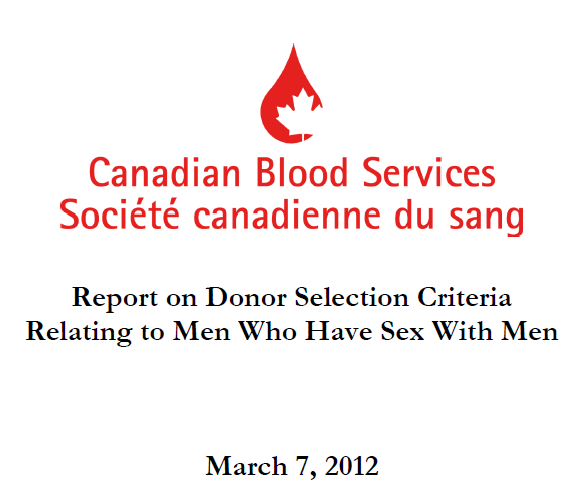 Canadian Blood Services
Société canadienne du sang
Report on Donor Selection Criteria
Relating to Men Who Have Sex With Men
March 7, 2012